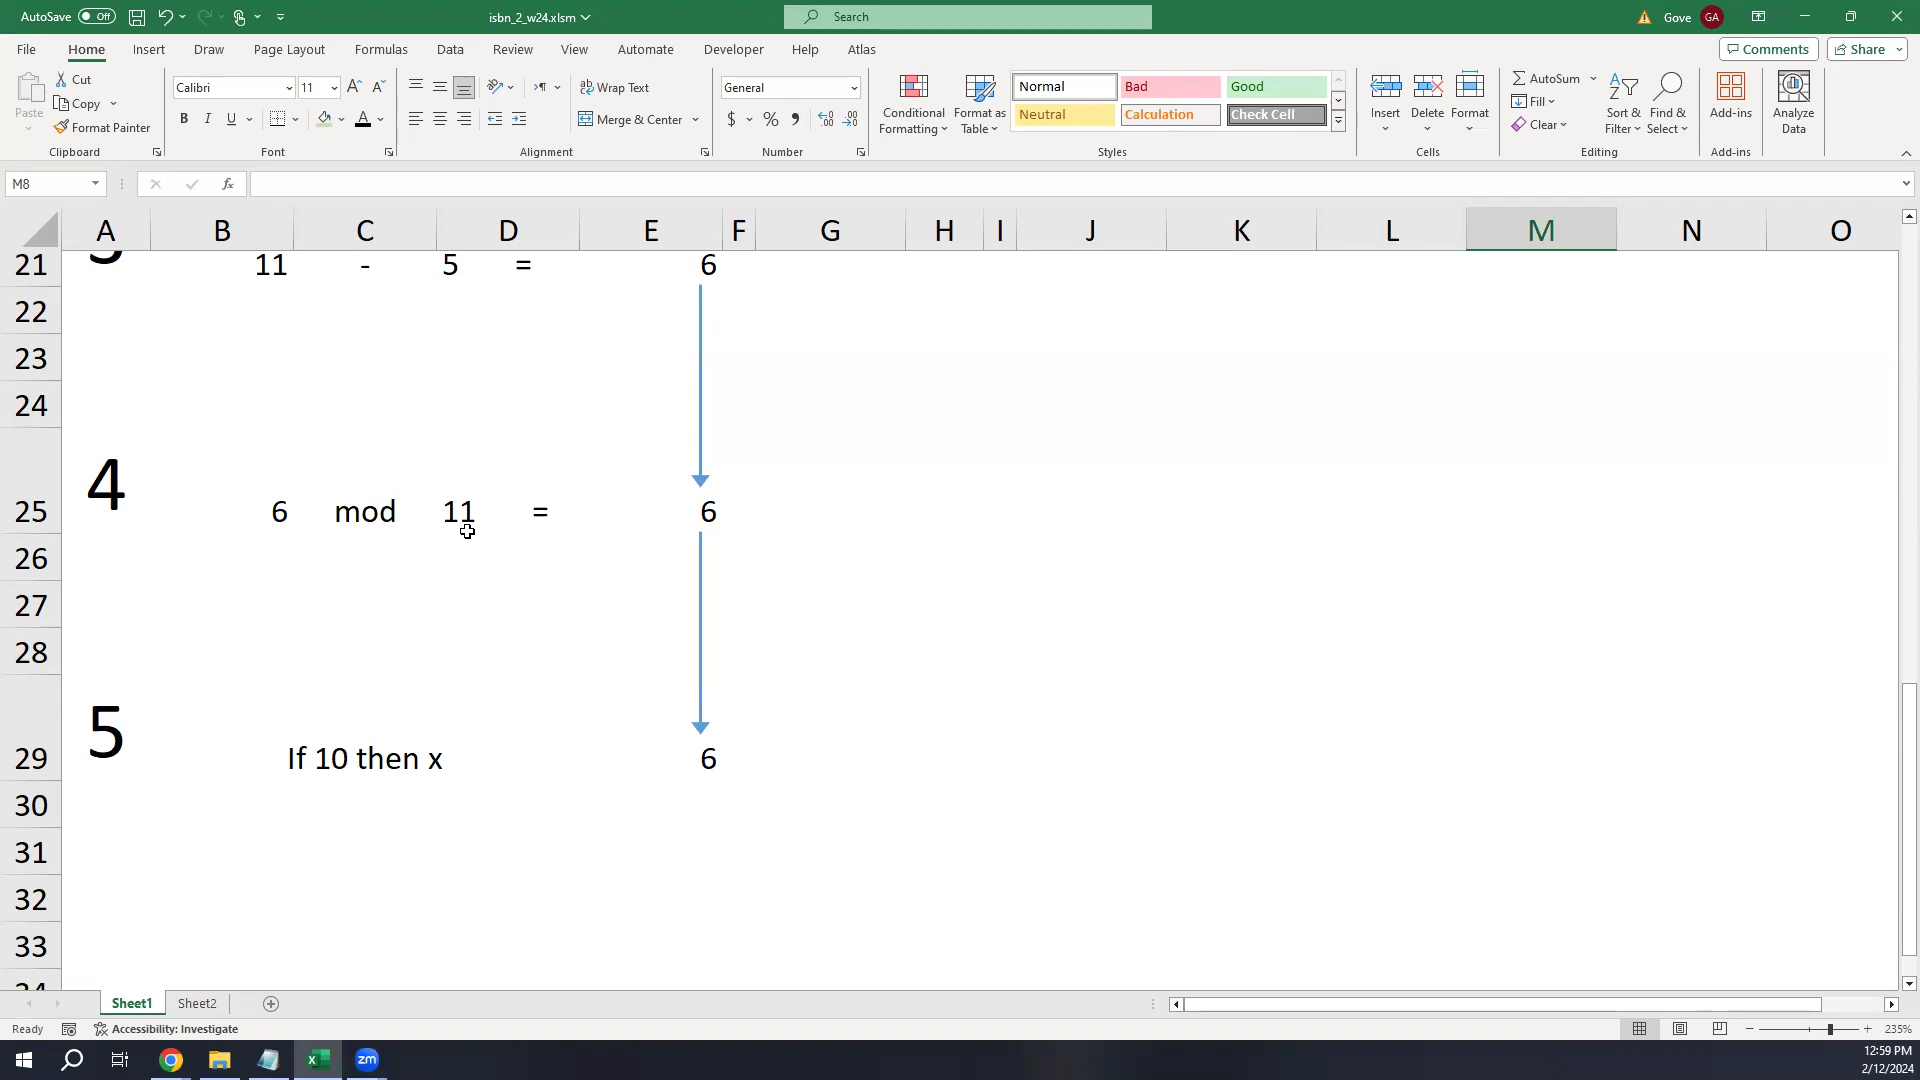 AutoSave Off isbn_2_w24.xlsm Search Gove GA
File Home Insert Draw Page Layout Formulas Data Review View Automate Developer Help Atlas Comments Share
Paste Cut Copy Format Painter Clipboard
Calibri 11 A A B I U A Font
Wrap Text Merge & Center Alignment
General $ % Number
Conditional Formatting Format as Table Normal Bad Good Neutral Calculation Check Cell Styles
Insert Delete Format Cells
AutoSum Fill Clear Sort & Filter Find & Select Editing
Add-ins Add-ins
Analyze Data
M8 fx
A B C D E F G H I J K L M N O
21 3 11 - 5 = 6
22
23
24
4
25 6 mod 11 = 6
26
27
28
5
29 If 10 then x 6
30
31
32
33
34
Sheet1 Sheet2
Ready Accessibility: Investigate 235%
zm 12:59 PM
2/12/2024